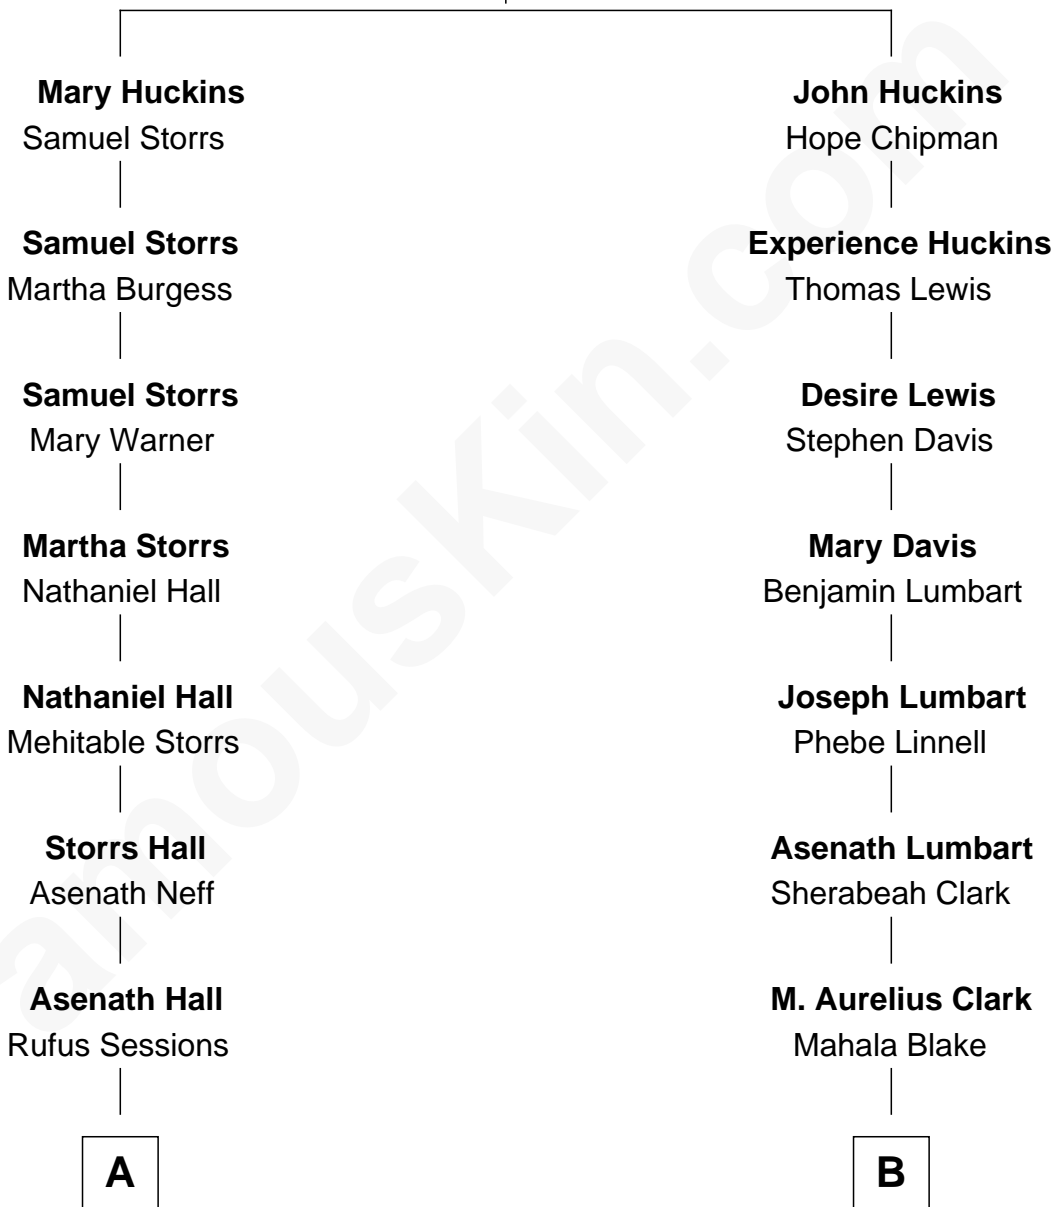 Mary Huckins
Samuel Storrs
John Huckins
Hope Chipman
Samuel Storrs
Martha Burgess
Experience Huckins
Thomas Lewis
Samuel Storrs
Mary Warner
Desire Lewis
Stephen Davis
Martha Storrs
Nathaniel Hall
Mary Davis
Benjamin Lumbart
Nathaniel Hall
Mehitable Storrs
Joseph Lumbart
Phebe Linnell
Storrs Hall
Asenath Neff
Asenath Lumbart
Sherabeah Clark
Asenath Hall
Rufus Sessions
M. Aurelius Clark
Mahala Blake
A
B
amouskin.com